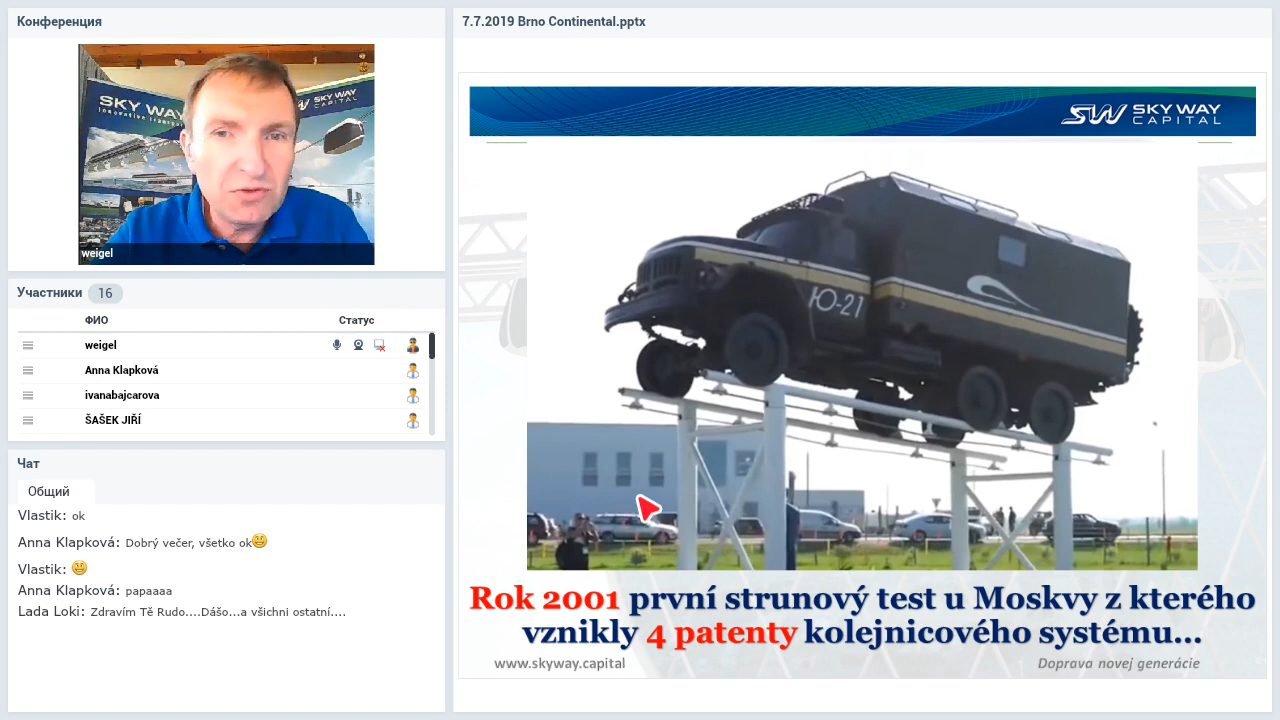 Конференция
SKY WAY
Innovative transport
SKY WAY
CAPITAL
weigel
Участники 16
ФИО Статус
weigel
Anna Klapková
ivanabajcarova
ŠAŠEK JIŘÍ
Чат
Общий
Vlastik: ok
Anna Klapková: Dobrý večer, všetko ok
Vlastik:
Anna Klapková: papaaaa
Lada Loki: Zdravím Tě Rudo....Dášo...a všichni ostatní....
7.7.2019 Brno Continental.pptx
SW SKY WAY
CAPITAL
Ю-21
Rok 2001 první strunový test u Moskvy z kterého
vznikly 4 patenty kolejnicového systému...
www.skyway.capital Doprava novej generácie